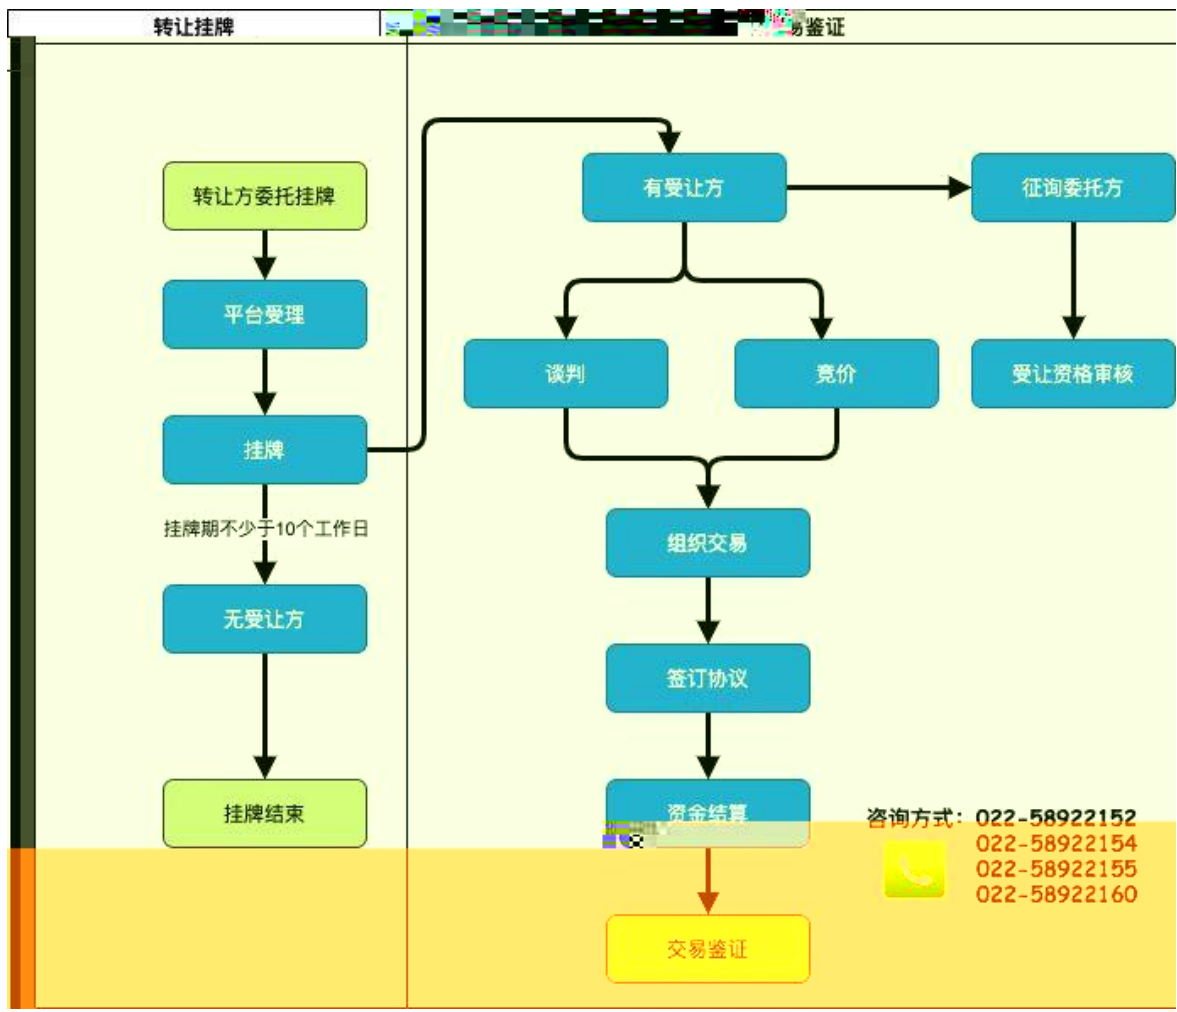 转让挂牌
易鉴证
转让方委托挂牌
平台受理
挂牌
挂牌期不少于10个工作日
无受让方
挂牌结束
有受让方
征询委托方
谈判
竞价
受让资格审核
组织交易
签订协议
资金结算
交易鉴证
咨询方式：022-58922152
022-58922154
022-58922155
022-58922160